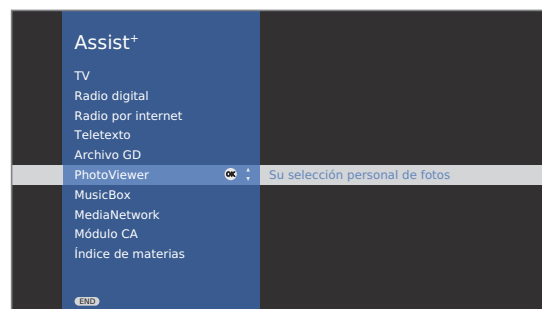 Assist+
TV
Radio digital
Radio por internet
Teletexto
Archivo GD
PhotoViewer OK Su selección personal de fotos
MusicBox
MediaNetwork
Módulo CA
Índice de materias
END